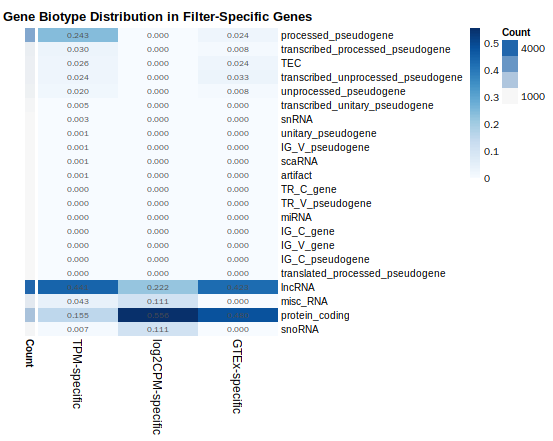 Gene Biotype Distribution in Filter-Specific Genes
0.243 0.000 0.024 processed_pseudogene
0.030 0.000 0.008 transcribed_processed_pseudogene
0.026 0.000 0.024 TEC
0.024 0.000 0.033 transcribed_unprocessed_pseudogene
0.020 0.000 0.008 unprocessed_pseudogene
0.005 0.000 0.000 transcribed_unitary_pseudogene
0.003 0.000 0.000 snRNA
0.001 0.000 0.000 unitary_pseudogene
0.001 0.000 0.000 IG_V_pseudogene
0.001 0.000 0.000 scaRNA
0.001 0.000 0.000 artifact
0.000 0.000 0.000 TR_C_gene
0.000 0.000 0.000 TR_V_pseudogene
0.000 0.000 0.000 miRNA
0.000 0.000 0.000 IG_C_gene
0.000 0.000 0.000 IG_V_gene
0.000 0.000 0.000 IG_C_pseudogene
0.000 0.000 0.000 translated_processed_pseudogene
0.222 lncRNA
0.043 0.111 0.000 misc_RNA
0.155 protein_coding
0.007 0.111 0.000 snoRNA
Count
TPM-specific
log2CPM-specific
GTEx-specific
0.5
0.4
0.3
0.2
0.1
0
Count
4000
1000